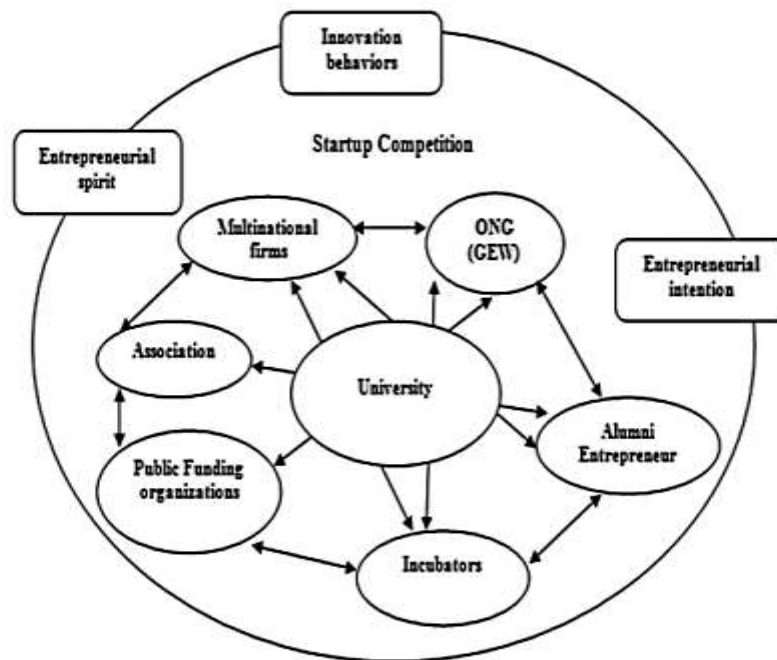 Innovation
behaviors
Startup Competition
Entrepreneurial
spirit
Multinational
firms
ONG
(GEW)
Entrepreneurial
intention
Association
University
Alumni
Entrepreneur
Public Funding
organizations
Incubators